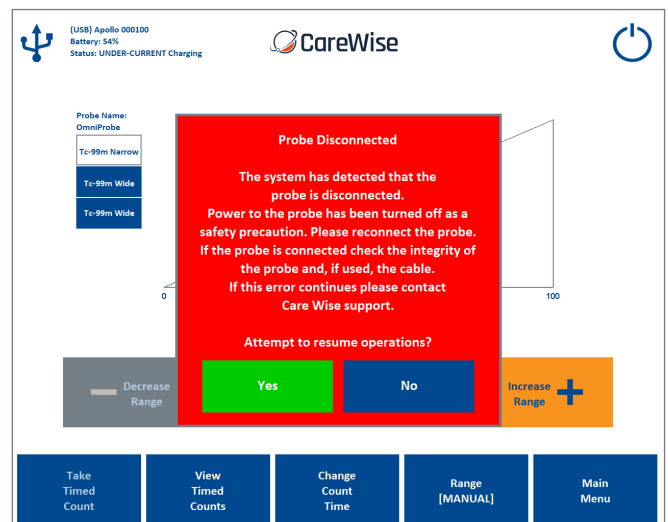 (USB) Apollo 000100
Battery: 54%
Status: UNDER-CURRENT Charging
CareWise
Probe Name:
OmniProbe
Tc-99m Narrow
Tc-99m Wide
Tc-99m Wide
Probe Disconnected
The system has detected that the
probe is disconnected.
Power to the probe has been turned off as a
safety precaution. Please reconnect the probe.
If the probe is connected check the integrity of
the probe and, if used, the cable.
If this error continues please contact
Care Wise support.
Attempt to resume operations?
Yes
No
0
100
Decrease
Range
Increase
Range
Take
Timed
Count
View
Timed
Counts
Change
Count
Time
Range
[MANUAL]
Main
Menu